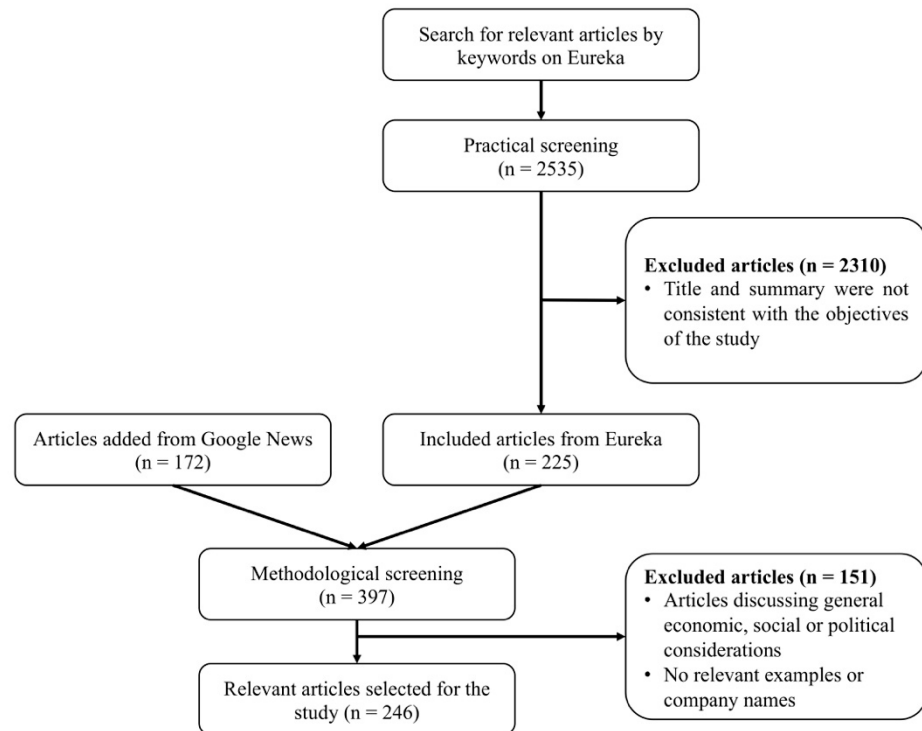 Search for relevant articles by
keywords on Eureka
Practical screening
(n = 2535)
Excluded articles (n = 2310)
• Title and summary were not
consistent with the objectives
of the study
Articles added from Google News
(n = 172)
Included articles from Eureka
(n = 225)
Methodological screening
(n = 397)
Excluded articles (n = 151)
• Articles discussing general
economic, social or political
considerations
• No relevant examples or
company names
Relevant articles selected for the
study (n = 246)